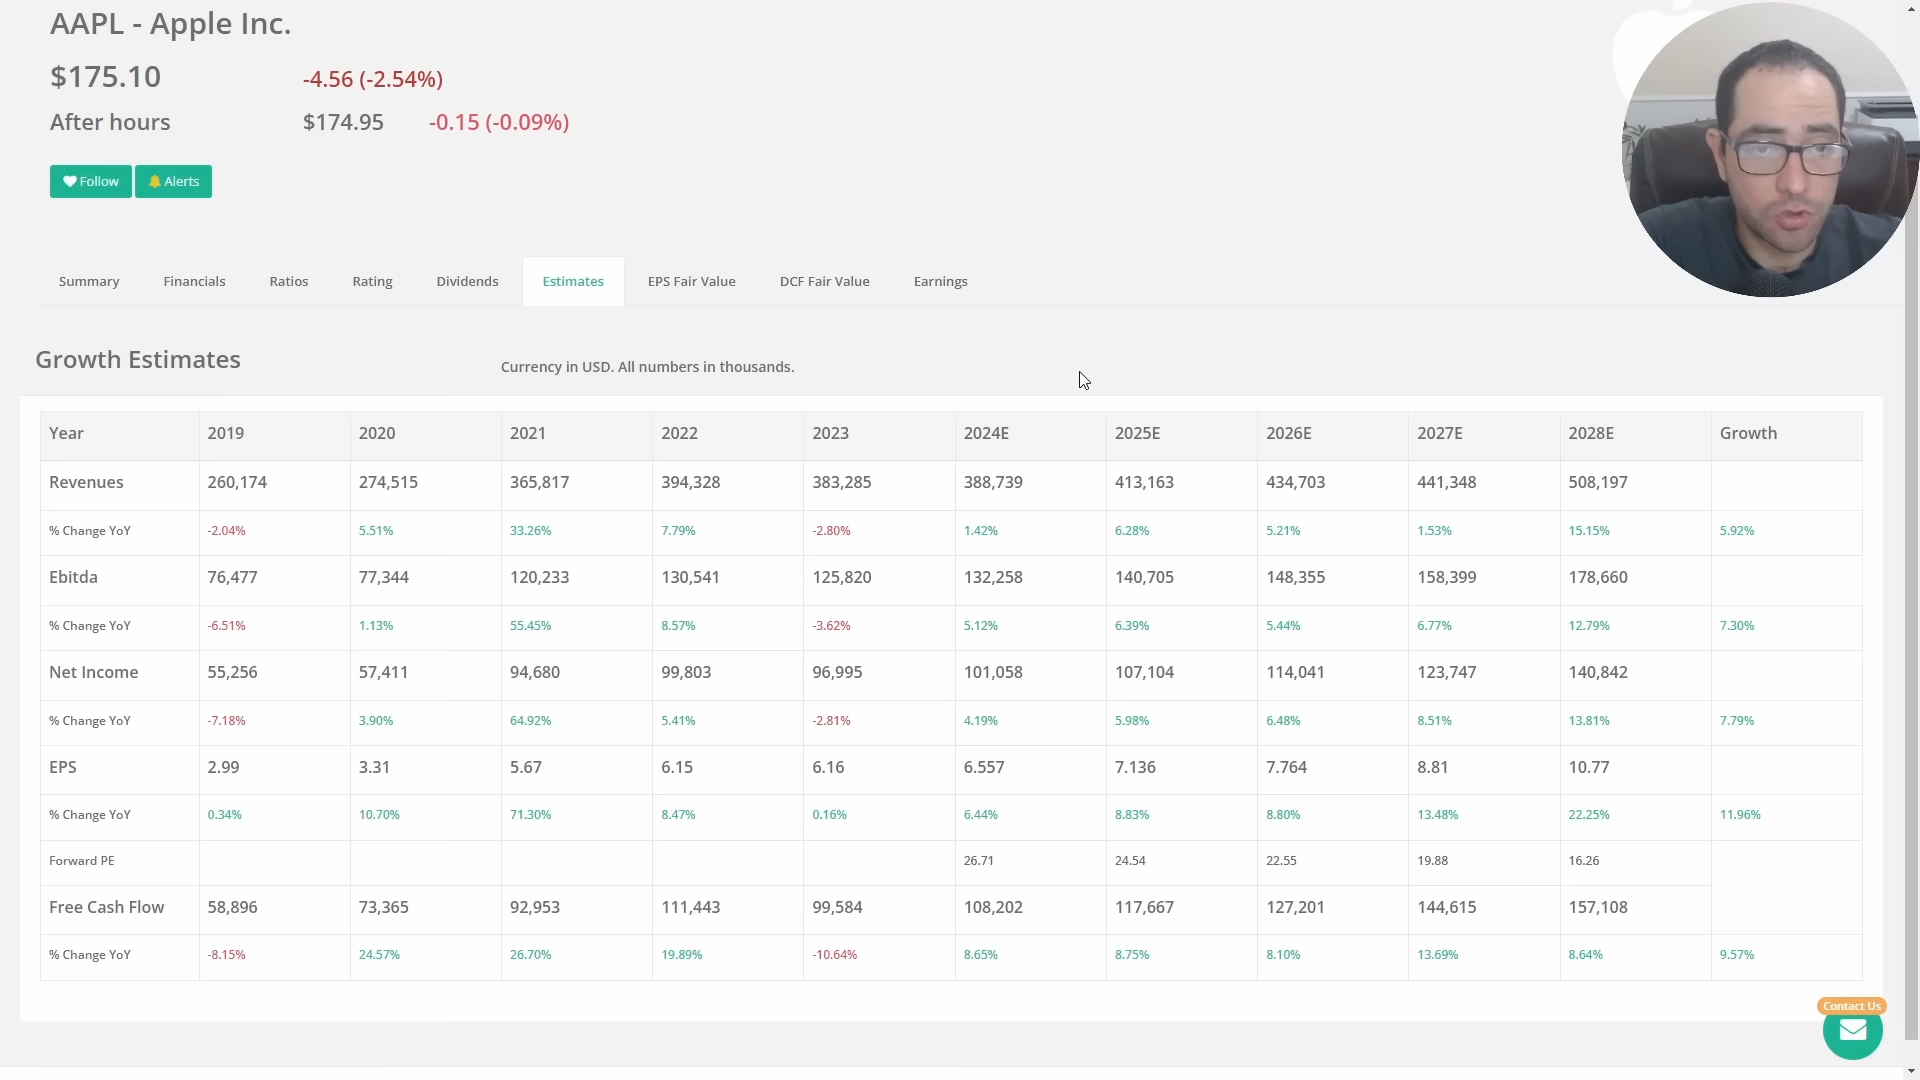 AAPL - Apple Inc.
$175.10 -4.56 (-2.54%)
After hours $174.95 -0.15 (-0.09%)
Follow Alerts
Summary Financials Ratios Rating Dividends Estimates EPS Fair Value DCF Fair Value Earnings
Growth Estimates Currency in USD. All numbers in thousands.
Year 2019 2020 2021 2022 2023 2024E 2025E 2026E 2027E 2028E Growth
Revenues 260,174 274,515 365,817 394,328 383,285 388,739 413,163 434,703 441,348 508,197
% Change YoY -2.04% 5.51% 33.26% 7.79% -2.80% 1.42% 6.28% 5.21% 1.53% 15.15% 5.92%
Ebitda 76,477 77,344 120,233 130,541 125,820 132,258 140,705 148,355 158,399 178,660
% Change YoY -6.51% 1.13% 55.45% 8.57% -3.62% 5.12% 6.39% 5.44% 6.77% 12.79% 7.30%
Net Income 55,256 57,411 94,680 99,803 96,995 101,058 107,104 114,041 123,747 140,842
% Change YoY -7.18% 3.90% 64.92% 5.41% -2.81% 4.19% 5.98% 6.48% 8.51% 13.81% 7.79%
EPS 2.99 3.31 5.67 6.15 6.16 6.557 7.136 7.764 8.81 10.77
% Change YoY 0.34% 10.70% 71.30% 8.47% 0.16% 6.44% 8.83% 8.80% 13.48% 22.25% 11.96%
Forward PE 26.71 24.54 22.55 19.88 16.26
Free Cash Flow 58,896 73,365 92,953 111,443 99,584 108,202 117,667 127,201 144,615 157,108
% Change YoY -8.15% 24.57% 26.70% 19.89% -10.64% 8.65% 8.75% 8.10% 13.69% 8.64% 9.57%
Contact Us